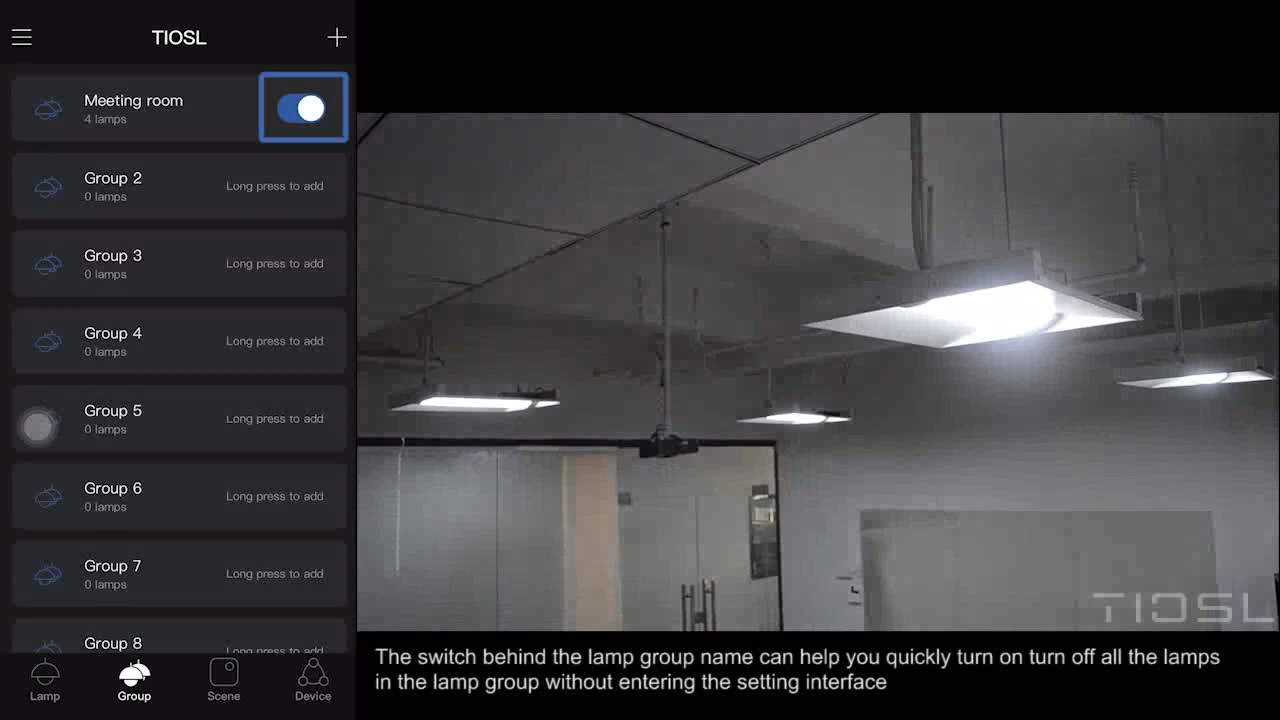 TIOSL
Meeting room
4 lamps
Group 2
0 lamps
Long press to add
Group 3
0 lamps
Long press to add
Group 4
0 lamps
Long press to add
Group 5
0 lamps
Long press to add
Group 6
0 lamps
Long press to add
Group 7
0 lamps
Long press to add
Group 8
Long press to add
Lamp
Group
Scene
Device
TIOSL
The switch behind the lamp group name can help you quickly turn on turn off all the lamps
in the lamp group without entering the setting interface